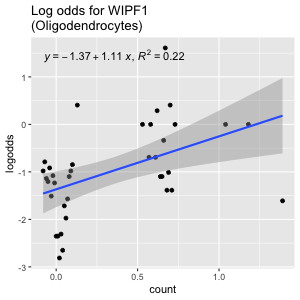 Log odds for WIPF1
(Oligodendrocytes)
y = −1.37 + 1.11 x, R² = 0.22
1
0
-1
-2
-3
logodds
0.0 0.5 1.0
count